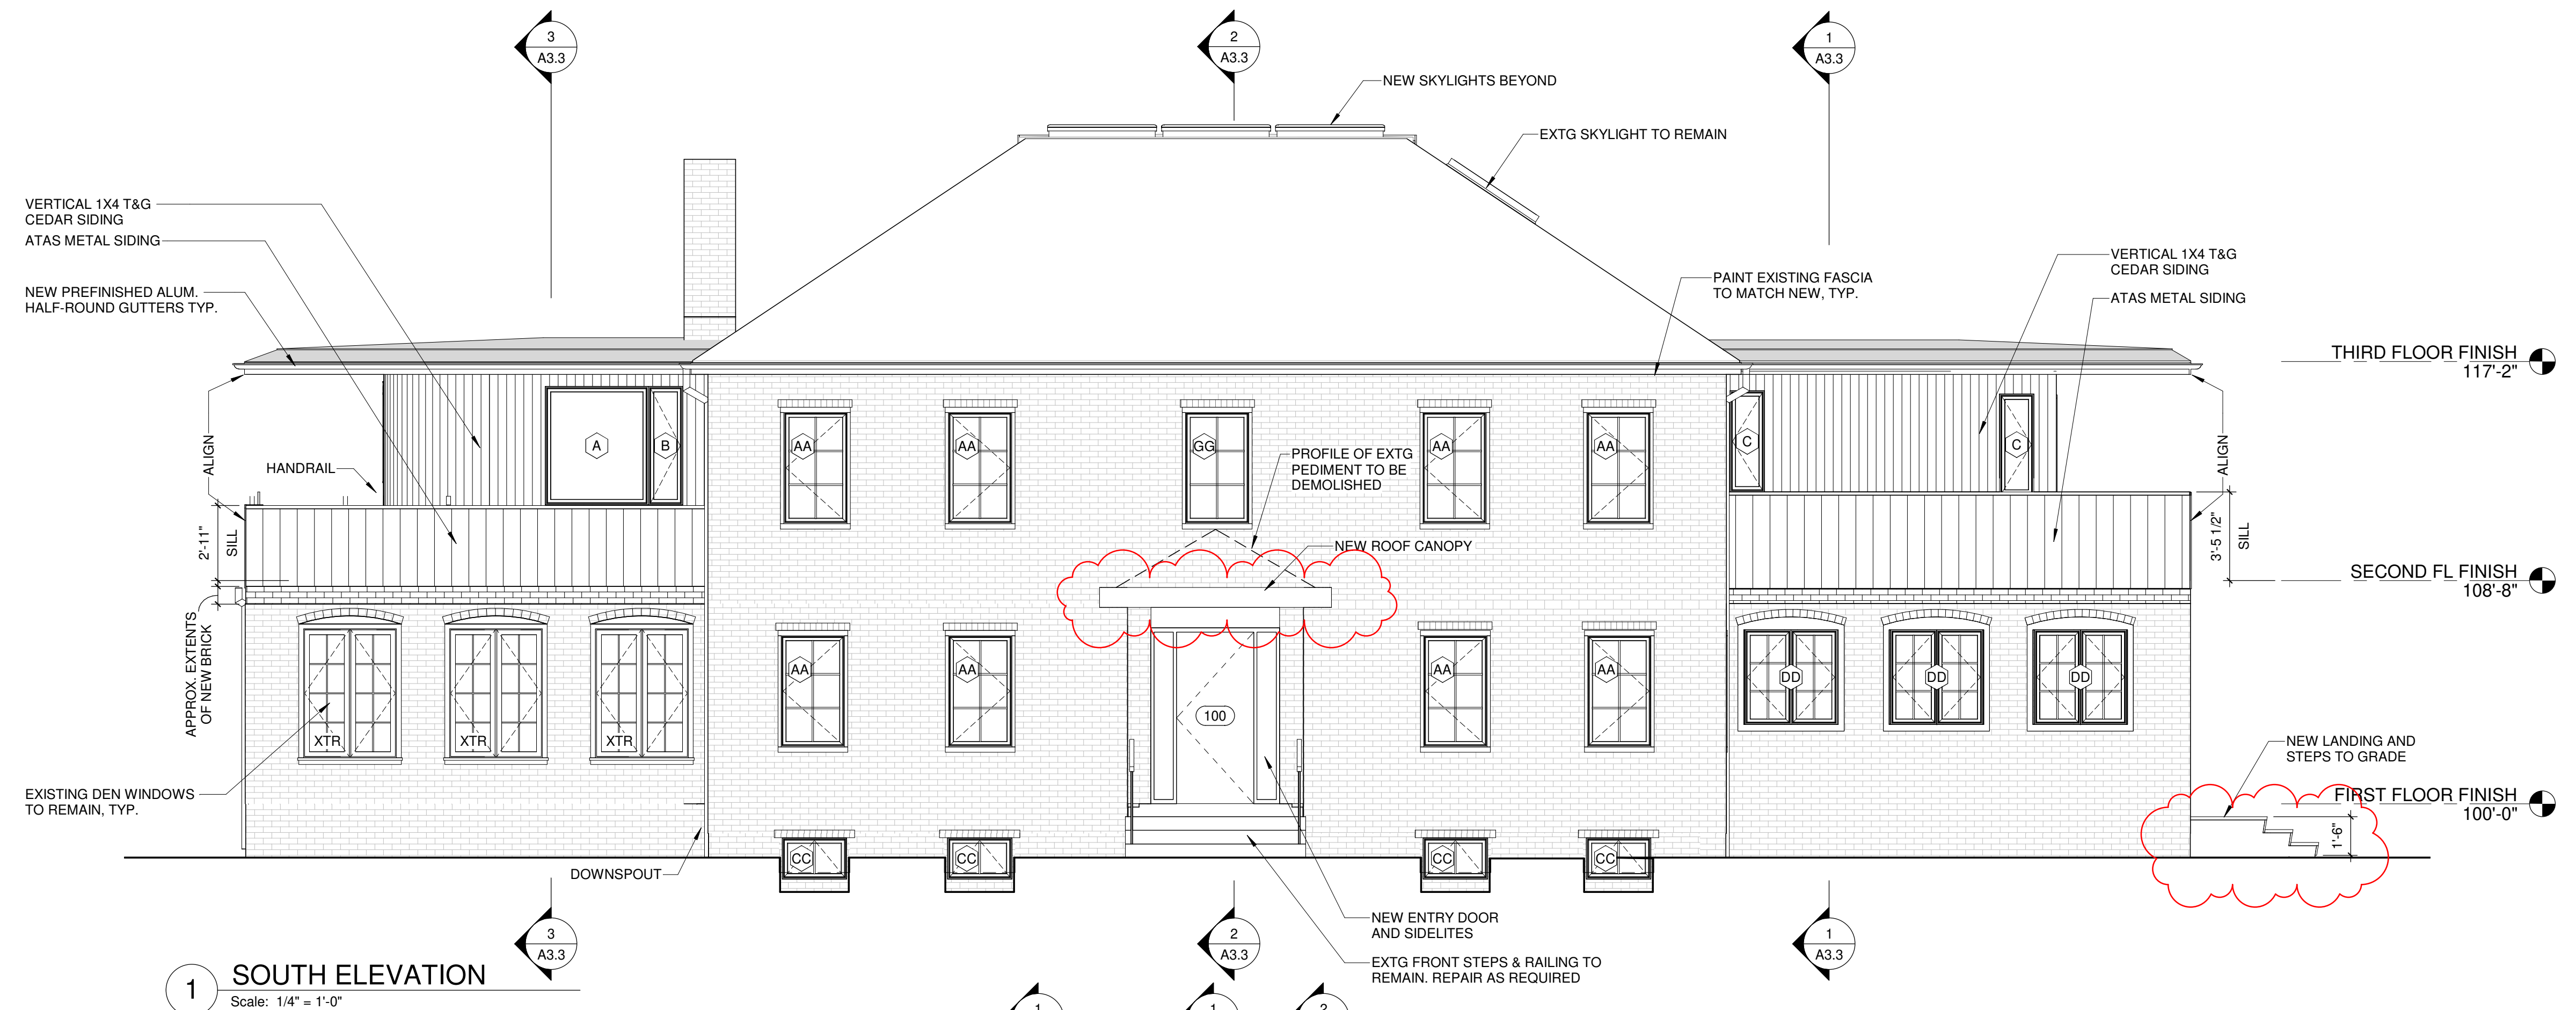 3
A3.3
2
A3.3
1
A3.3
NEW SKYLIGHTS BEYOND
EXTG SKYLIGHT TO REMAIN
VERTICAL 1X4 T&G
CEDAR SIDING
ATAS METAL SIDING
NEW PREFINISHED ALUM.
HALF-ROUND GUTTERS TYP.
PAINT EXISTING FASCIA
TO MATCH NEW, TYP.
VERTICAL 1X4 T&G
CEDAR SIDING
ATAS METAL SIDING
THIRD FLOOR FINISH
117'-2"
ALIGN
HANDRAIL
A
B
AA
AA
GG
AA
AA
C
C
ALIGN
PROFILE OF EXTG
PEDIMENT TO BE
DEMOLISHED
2'-11"
SILL
NEW ROOF CANOPY
3'-5 1/2"
SILL
SECOND FL FINISH
108'-8"
APPROX. EXTENTS
OF NEW BRICK
XTR
XTR
XTR
AA
AA
100
AA
AA
DD
DD
DD
NEW LANDING AND
STEPS TO GRADE
EXISTING DEN WINDOWS
TO REMAIN, TYP.
FIRST FLOOR FINISH
100'-0"
1'-6"
DOWNSPOUT
CC
CC
CC
CC
NEW ENTRY DOOR
AND SIDELITES
EXTG FRONT STEPS & RAILING TO
REMAIN. REPAIR AS REQUIRED
3
A3.3
2
A3.3
1
A3.3
1
SOUTH ELEVATION
Scale: 1/4" = 1'-0"
1
1
2